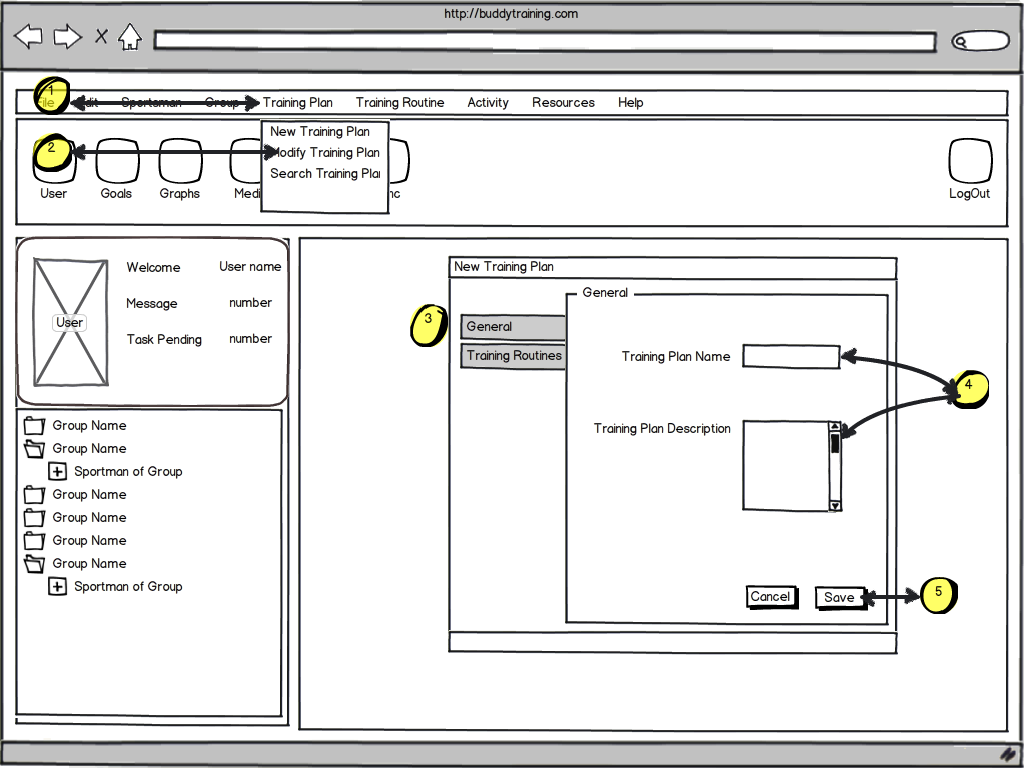 http://buddytraining.com
1
File Edit Sportsman Group Training Plan Training Routine Activity Resources Help
New Training Plan
2
Modify Training Plan
Search Training Plan
User Goals Graphs Medi nc LogOut
Welcome User name
Message number
User
Task Pending number
Group Name
Group Name
Sportman of Group
Group Name
Group Name
Group Name
Group Name
Sportman of Group
New Training Plan
General
3
General
Training Routines
Training Plan Name
4
Training Plan Description
Cancel Save
5